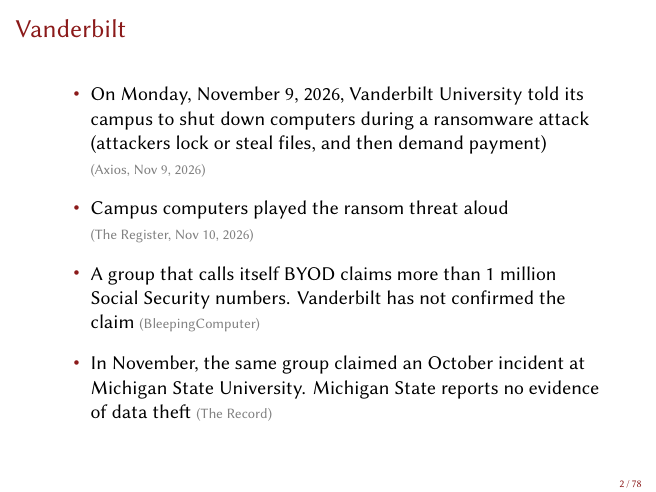 Vanderbilt
• On Monday, November 9, 2026, Vanderbilt University told its
campus to shut down computers during a ransomware attack
(attackers lock or steal files, and then demand payment)
(Axios, Nov 9, 2026)
• Campus computers played the ransom threat aloud
(The Register, Nov 10, 2026)
• A group that calls itself BYOD claims more than 1 million
Social Security numbers. Vanderbilt has not confirmed the
claim (BleepingComputer)
• In November, the same group claimed an October incident at
Michigan State University. Michigan State reports no evidence
of data theft (The Record)
2 / 78